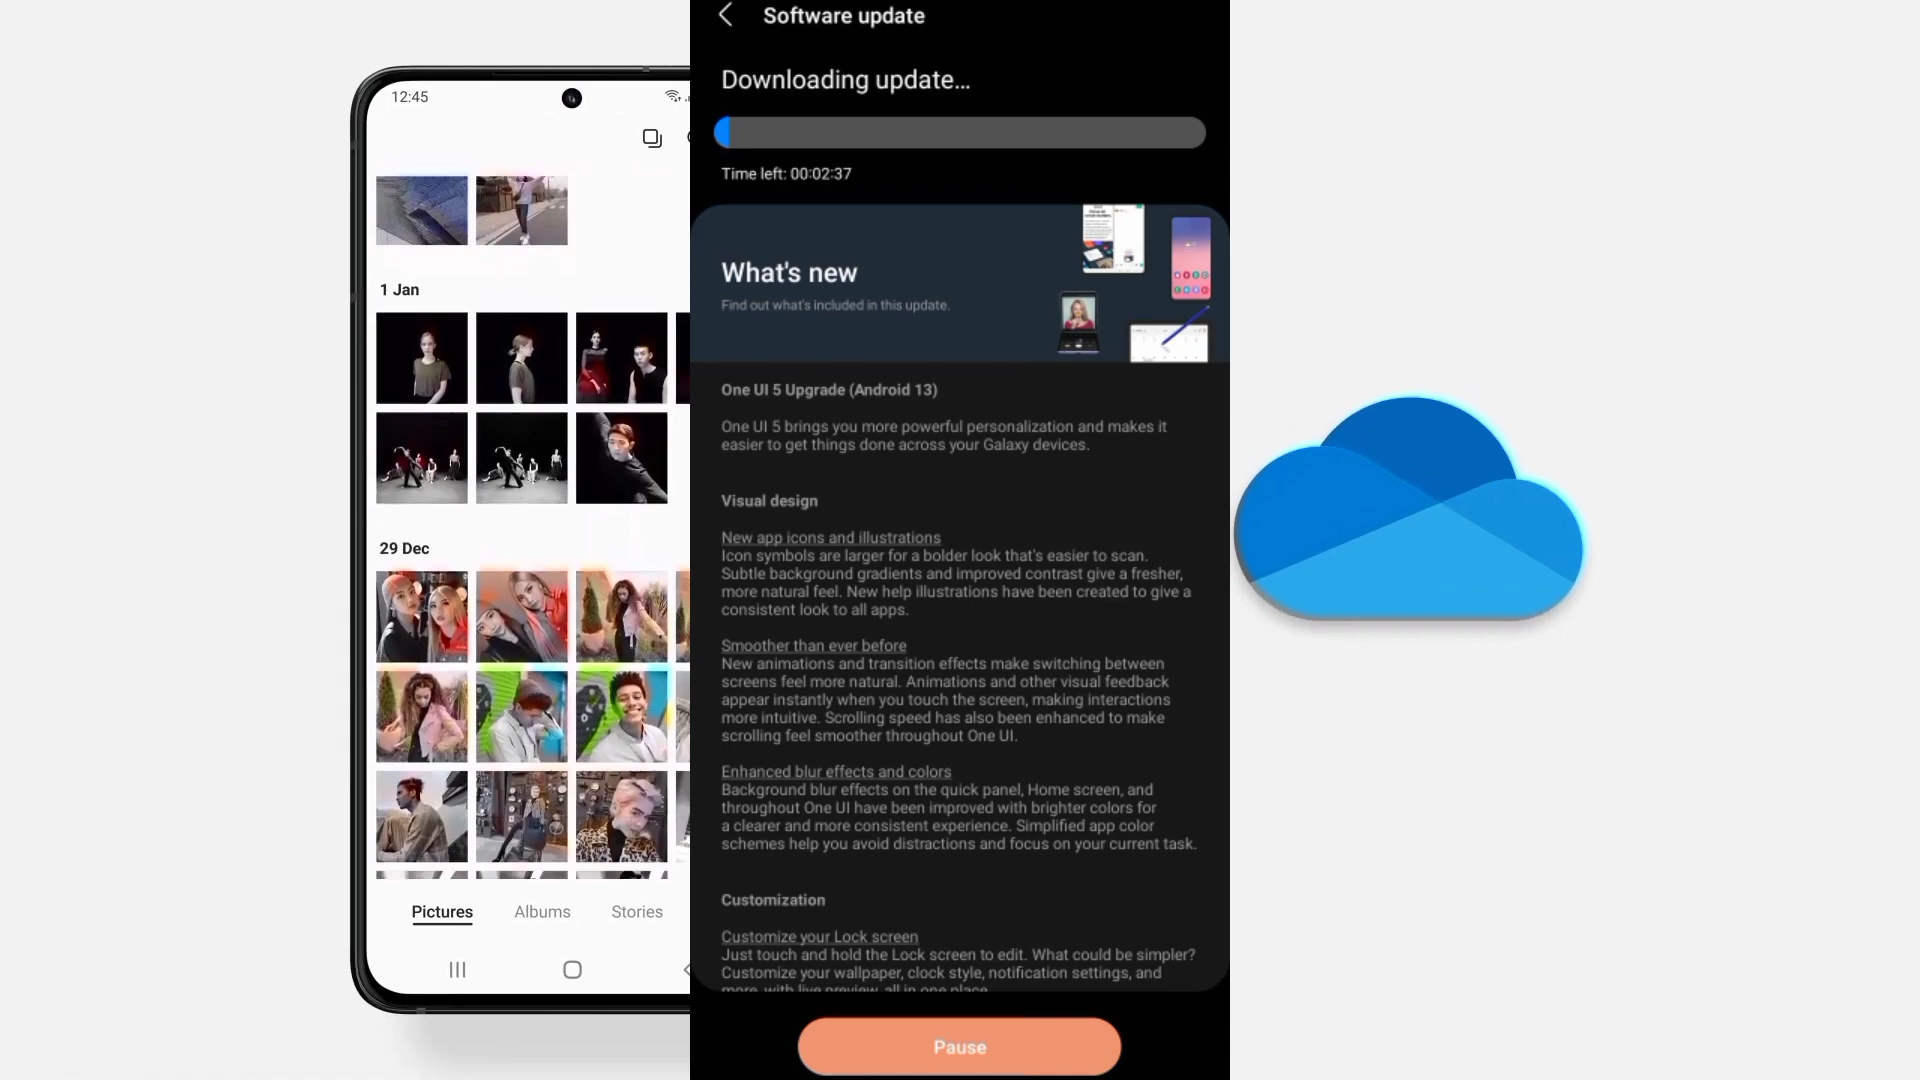 12:45
1 Jan
29 Dec
Pictures
Albums
Stories
Software update
Downloading update...
Time left: 00:02:37
What's new
Find out what's included in this update.
One UI 5 Upgrade (Android 13)
One UI 5 brings you more powerful personalization and makes it
easier to get things done across your Galaxy devices.
Visual design
New app icons and illustrations
Icon symbols are larger for a bolder look that's easier to scan.
Subtle background gradients and improved contrast give a fresher,
more natural feel. New help illustrations have been created to give a
consistent look to all apps.
Smoother than ever before
New animations and transition effects make switching between
screens feel more natural. Animations and other visual feedback
appear instantly when you touch the screen, making interactions
more intuitive. Scrolling speed has also been enhanced to make
scrolling feel smoother throughout One UI.
Enhanced blur effects and colors
Background blur effects on the quick panel, Home screen, and
throughout One UI have been improved with brighter colors for
a clearer and more consistent experience. Simplified app color
schemes help you avoid distractions and focus on your current task.
Customization
Customize your Lock screen
Just touch and hold the Lock screen to edit. What could be simpler?
Customize your wallpaper, clock style, notification settings, and
more, with live preview, all in one place.
Pause